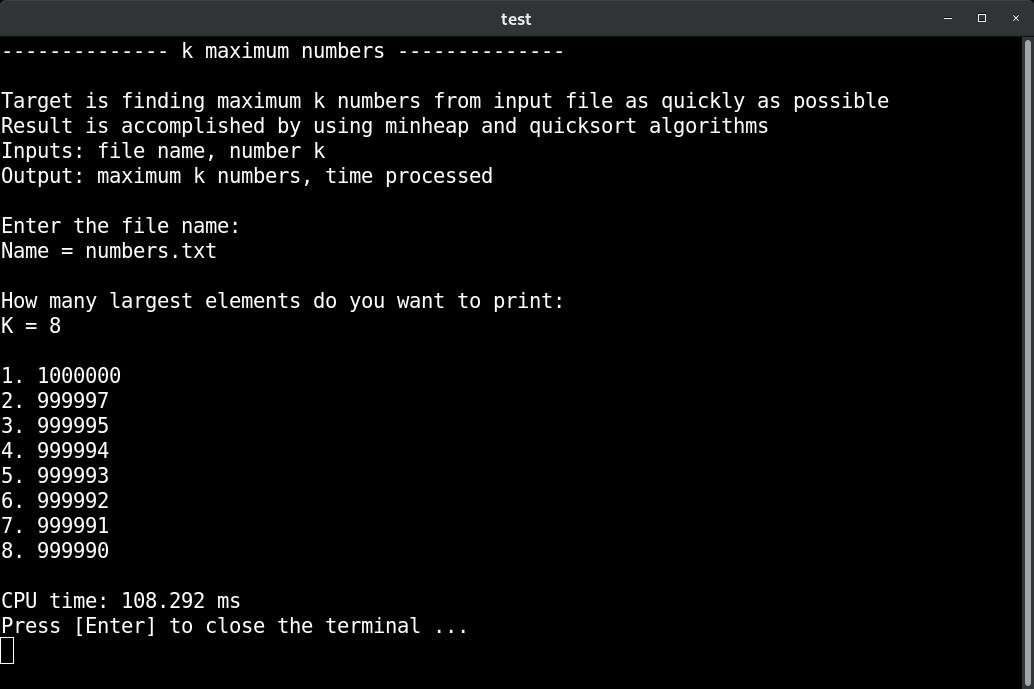 test
-------------- k maximum numbers --------------
Target is finding maximum k numbers from input file as quickly as possible
Result is accomplished by using minheap and quicksort algorithms
Inputs: file name, number k
Output: maximum k numbers, time processed
Enter the file name:
Name = numbers.txt
How many largest elements do you want to print:
K = 8
1. 1000000
2. 999997
3. 999995
4. 999994
5. 999993
6. 999992
7. 999991
8. 999990
CPU time: 108.292 ms
Press [Enter] to close the terminal ...